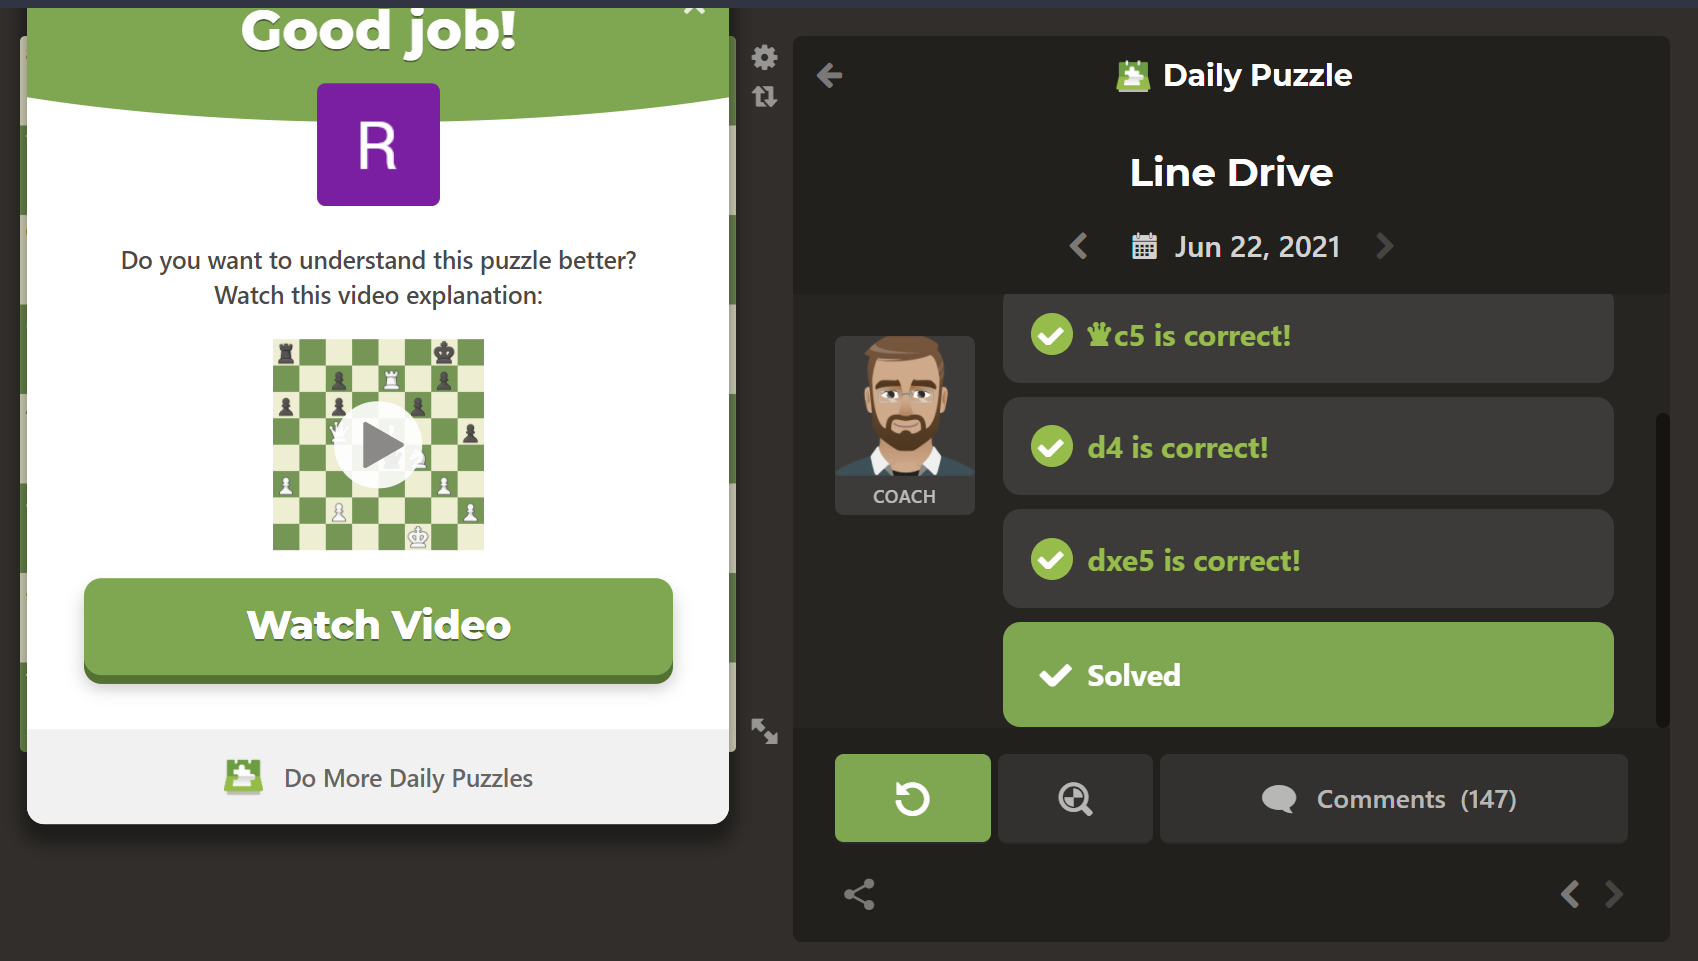 Good job!
R
Do you want to understand this puzzle better?
Watch this video explanation:
Watch Video
Do More Daily Puzzles
Daily Puzzle
Line Drive
Jun 22, 2021
♛c5 is correct!
d4 is correct!
dxe5 is correct!
COACH
Solved
Comments (147)